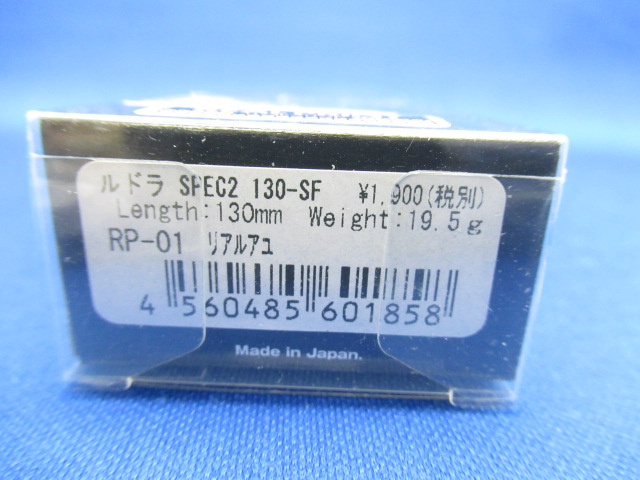 ルドラ SPEC2 130-SF ¥1,900(税別)
Length:130mm Weight:19.5g
RP-01 リアルアユ
4 560485 601858
Made in Japan.